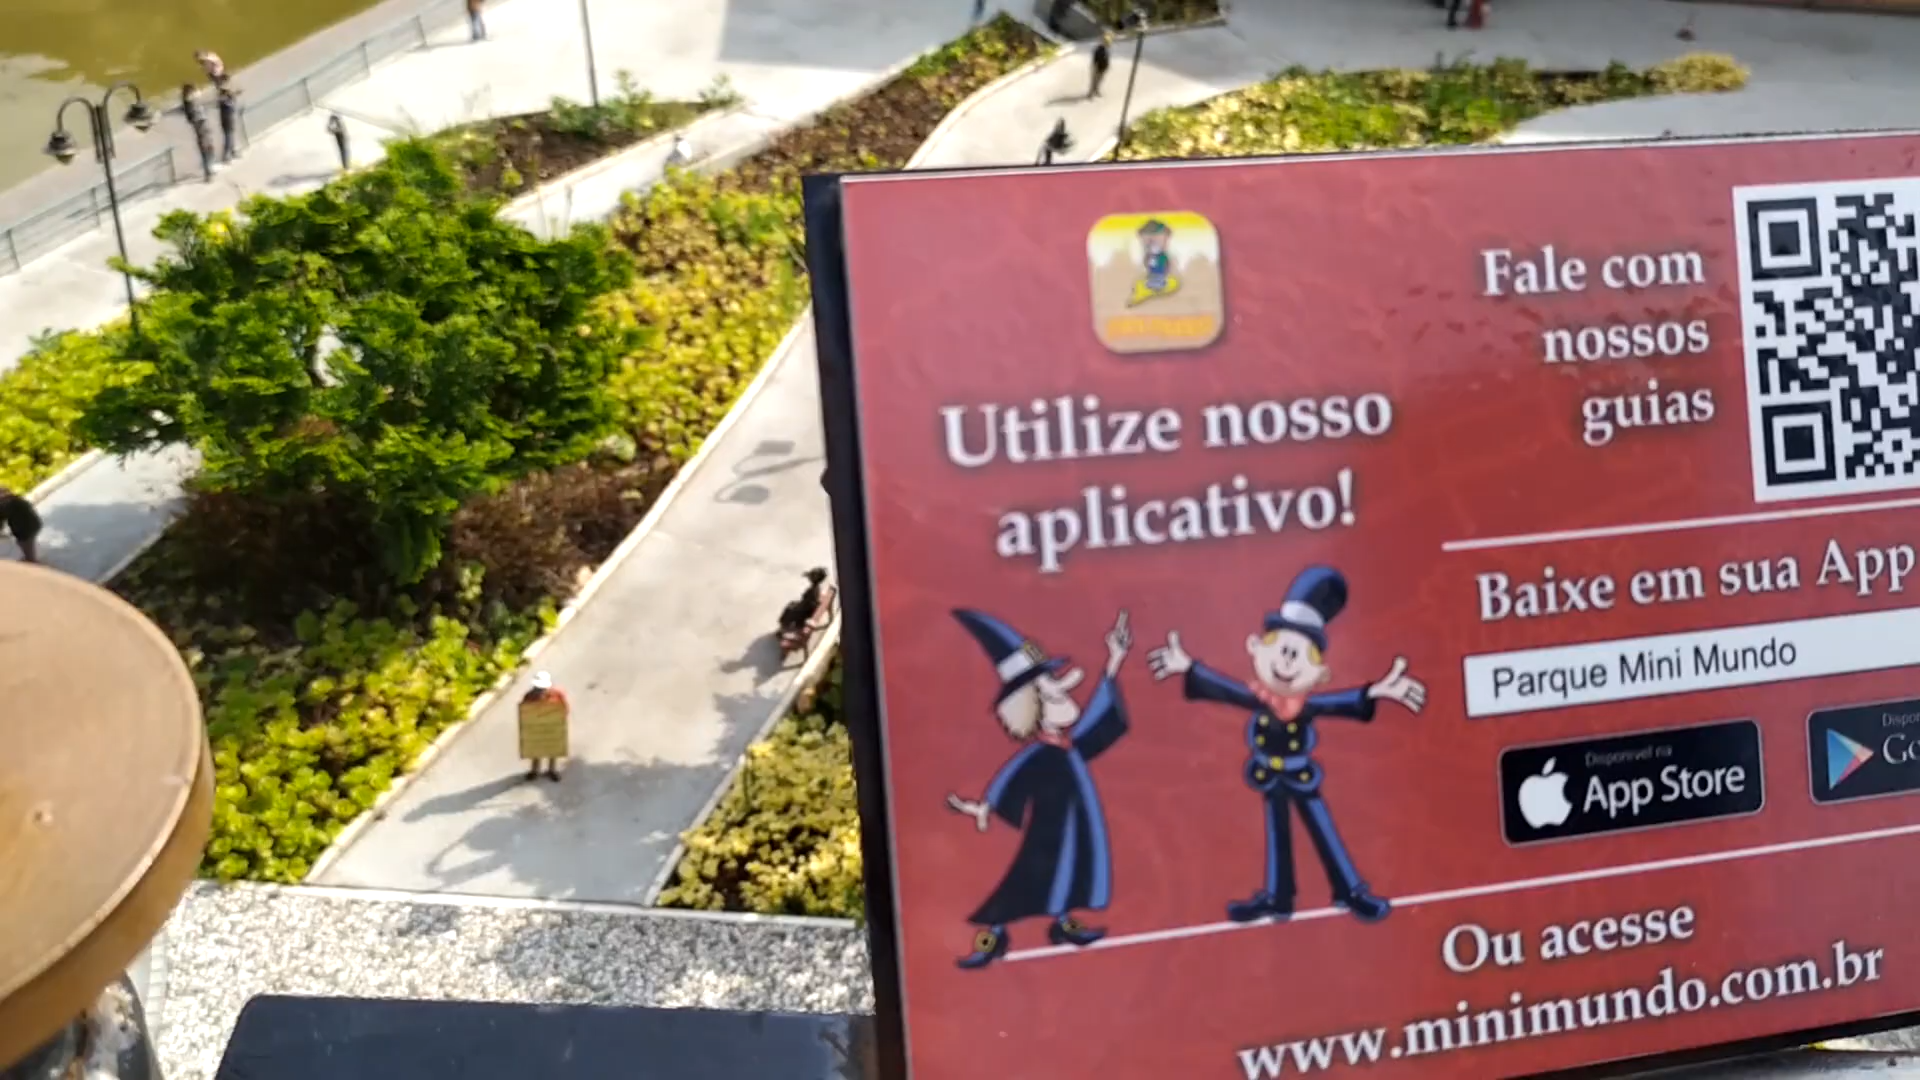 Utilize nosso
aplicativo!
Fale com
nossos
guias
Baixe em sua App
Parque Mini Mundo
Disponível na
App Store
Ou acesse
www.minimundo.com.br